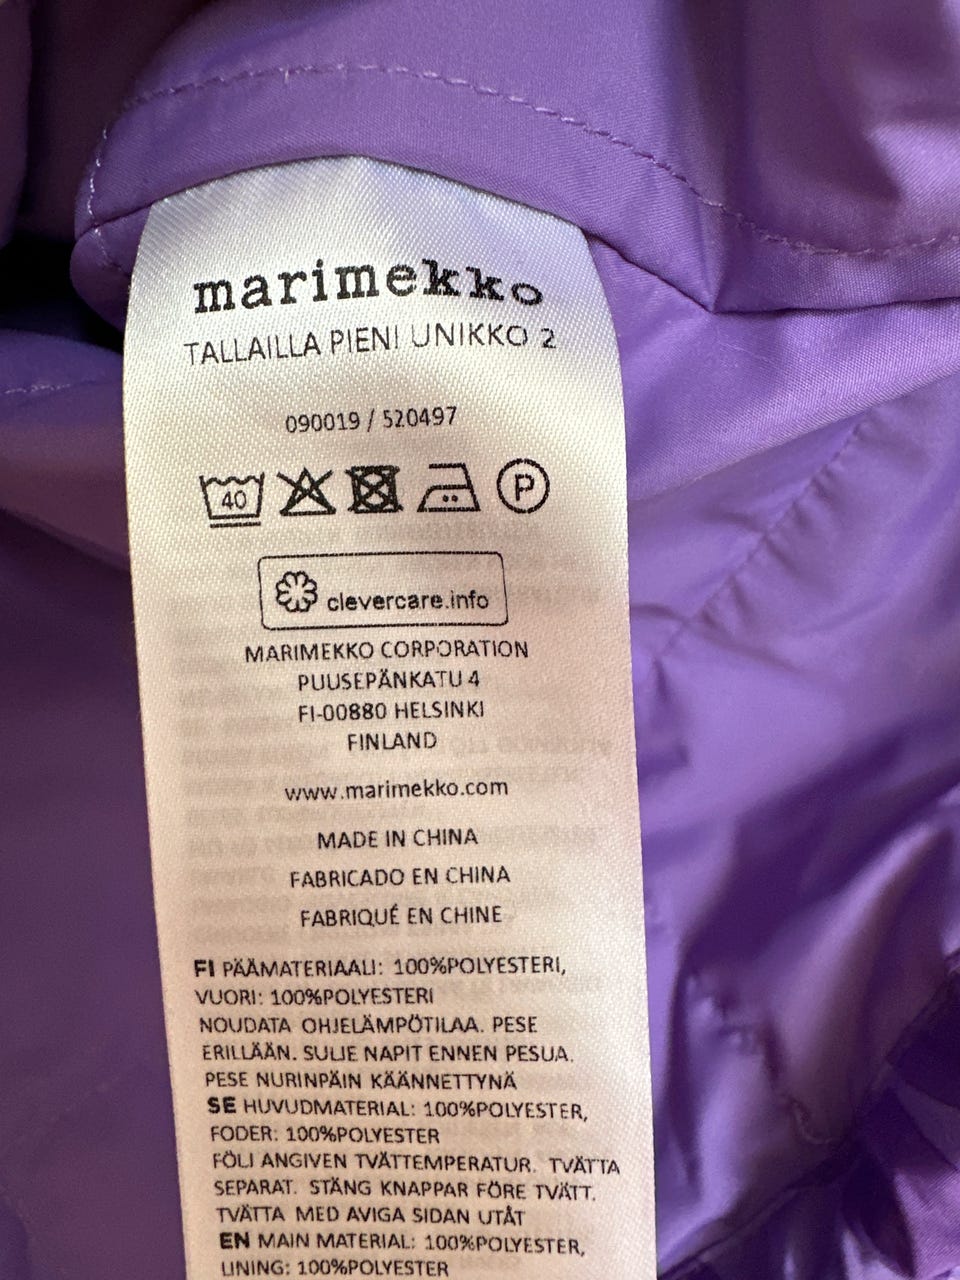 marimekko
TALLAILLA PIENI UNIKKO 2
090019 / 520497
40 P
clevercare.info
MARIMEKKO CORPORATION
PUUSEPÄNKATU 4
FI-00880 HELSINKI
FINLAND
www.marimekko.com
MADE IN CHINA
FABRICADO EN CHINA
FABRIQUÉ EN CHINE
FI PÄÄMATERIAALI: 100%POLYESTERI,
VUORI: 100%POLYESTERI
NOUDATA OHJELÄMPÖTILAA. PESE
ERILLÄÄN. SULJE NAPIT ENNEN PESUA.
PESE NURINPÄIN KÄÄNNETTYNÄ
SE HUVUDMATERIAL: 100%POLYESTER,
FODER: 100%POLYESTER
FÖLJ ANGIVEN TVÄTTEMPERATUR. TVÄTTA
SEPARAT. STÄNG KNAPPAR FÖRE TVÄTT.
TVÄTTA MED AVIGA SIDAN UTÅT
EN MAIN MATERIAL: 100%POLYESTER,
LINING: 100%POLYESTER